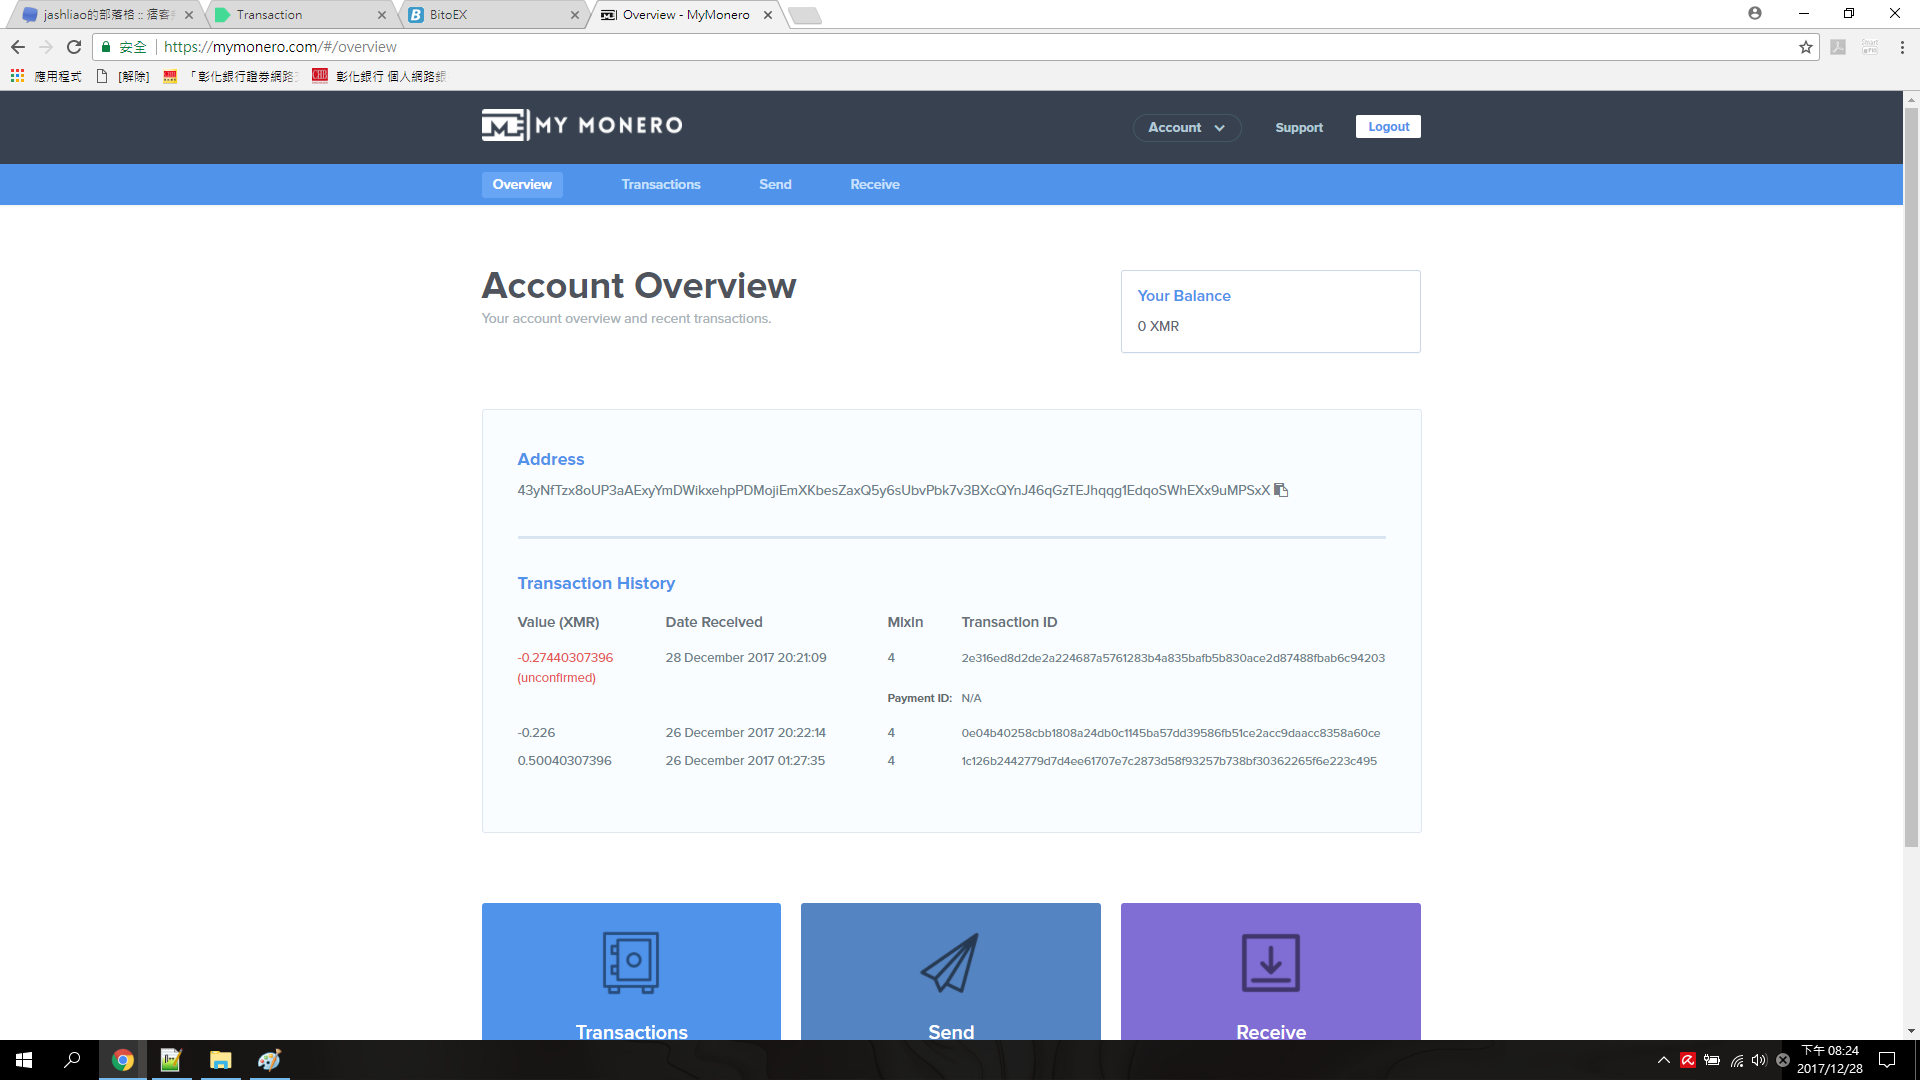 jashliao的部落格 :: 痞客
Transaction
BitoEX
Overview - MyMonero
安全
https://mymonero.com/#/overview
應用程式
[解除]
「彰化銀行證券網路
彰化銀行 個人網路銀
MY MONERO
Account
Support
Logout
Overview
Transactions
Send
Receive
Account Overview
Your account overview and recent transactions.
Your Balance
0 XMR
Address
43yNfTzx8oUP3aAExyYmDWikxehpPDMojiEmXKbesZaxQ5y6sUbvPbk7v3BXcQYnJ46qGzTEJhqqg1EdqoSWhEXx9uMPSxX
Transaction History
Value (XMR) Date Received Mixin Transaction ID
-0.27440307396 28 December 2017 20:21:09 4 2e316ed8d2de2a224687a5761283b4a835bafb5b830ace2d87488fbab6c94203
(unconfirmed)
Payment ID: N/A
-0.226 26 December 2017 20:22:14 4 0e04b40258cbb1808a24db0c1145ba57dd39586fb51ce2acc9daacc8358a60ce
0.50040307396 26 December 2017 01:27:35 4 1c126b2442779d7d4ee61707e7c2873d58f93257b738bf30362265f6e223c495
Transactions
Send
Receive
下午 08:24
2017/12/28